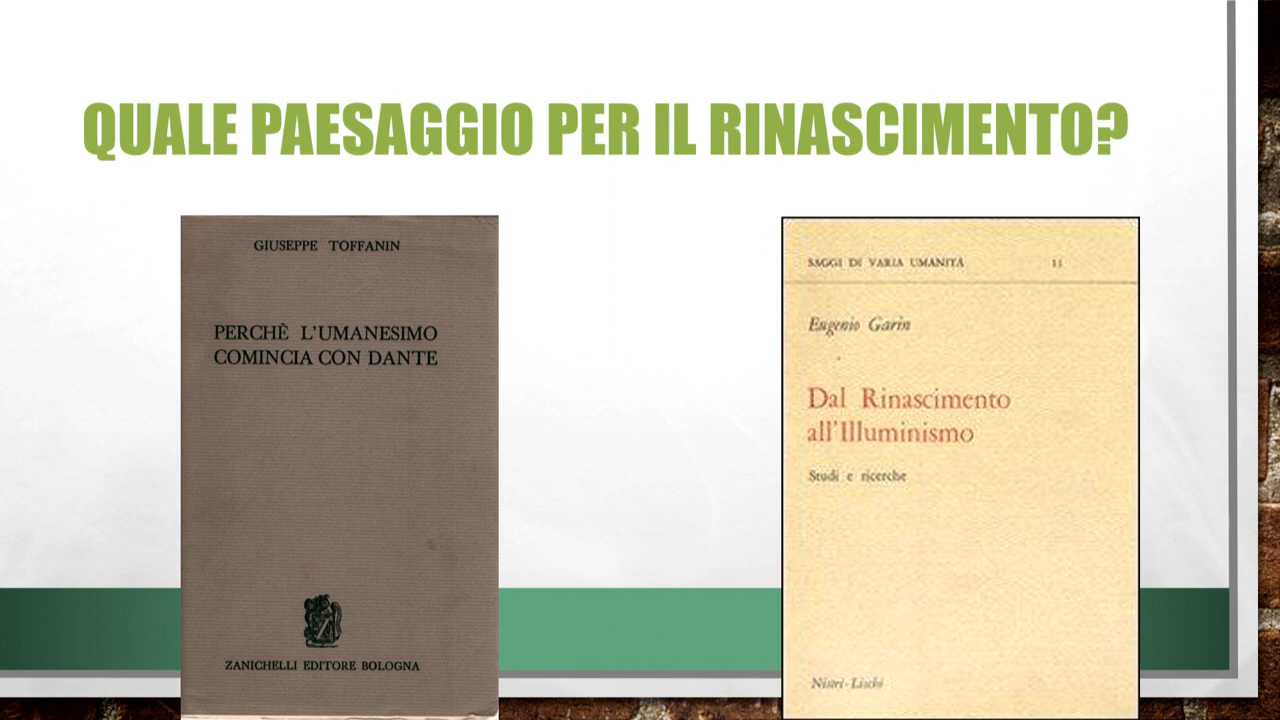 QUALE PAESAGGIO PER IL RINASCIMENTO?
GIUSEPPE TOFFANIN
PERCHÈ L'UMANESIMO
COMINCIA CON DANTE
ZANICHELLI EDITORE BOLOGNA
SAGGI DI VARIA UMANITÀ 11
Eugenio Garin
Dal Rinascimento
all'Illuminismo
Studi e ricerche
Nistri-Lischi